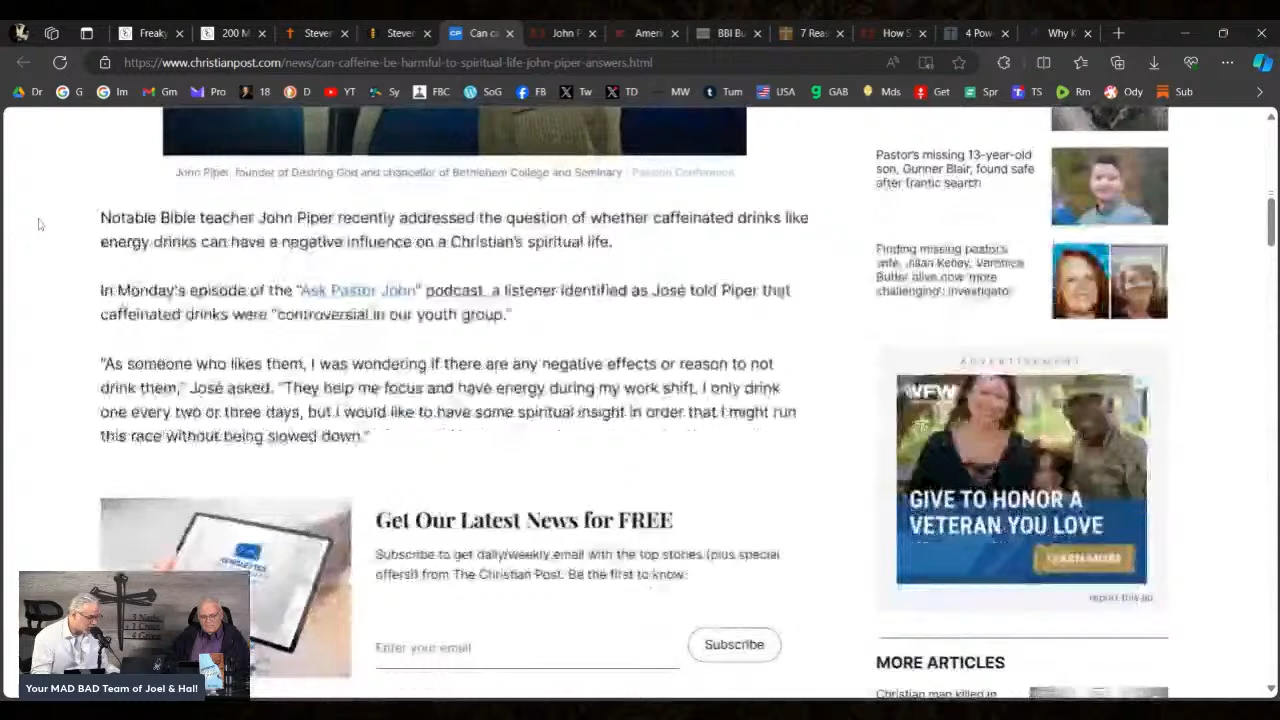 Freaky
200 M
Steven
Steven
CP Can ca
John P
Ameri
BBI Bu
7 Rea
How S
4 Pow
Why K
https://www.christianpost.com/news/can-caffeine-be-harmful-to-spiritual-life-john-piper-answers.html
Dr G Im Gm Pro 18 D YT Sy FBC SoG FB Tw TD MW Tum USA GAB Mds Get Spr TS Rm Ody Sub
John Piper, founder of Desiring God and chancellor of Bethlehem College and Seminary | Passion Conference
Notable Bible teacher John Piper recently addressed the question of whether caffeinated drinks like
energy drinks can have a negative influence on a Christian's spiritual life.
In Monday's episode of the "Ask Pastor John" podcast, a listener identified as José told Piper that
caffeinated drinks were "controversial in our youth group."
"As someone who likes them, I was wondering if there are any negative effects or reason to not
drink them," José asked. "They help me focus and have energy during my work shift. I only drink
one every two or three days, but I would like to have some spiritual insight in order that I might run
this race without being slowed down."
Get Our Latest News for FREE
Subscribe to get daily/weekly email with the top stories (plus special
offers!) from The Christian Post. Be the first to know.
Enter your email
Subscribe
Pastor's missing 13-year-old
son, Gunner Blair, found safe
after frantic search
Finding missing pastor's
wife, Jilian Kelley, Veronica
Butler alive now 'more
challenging': investigator
ADVERTISEMENT
VFW
GIVE TO HONOR A
VETERAN YOU LOVE
LEARN MORE
report this ad
MORE ARTICLES
Christian man killed in
3 Nails
+ 1 Cross
4 Given
Your MAD BAD Team of Joel & Hall!